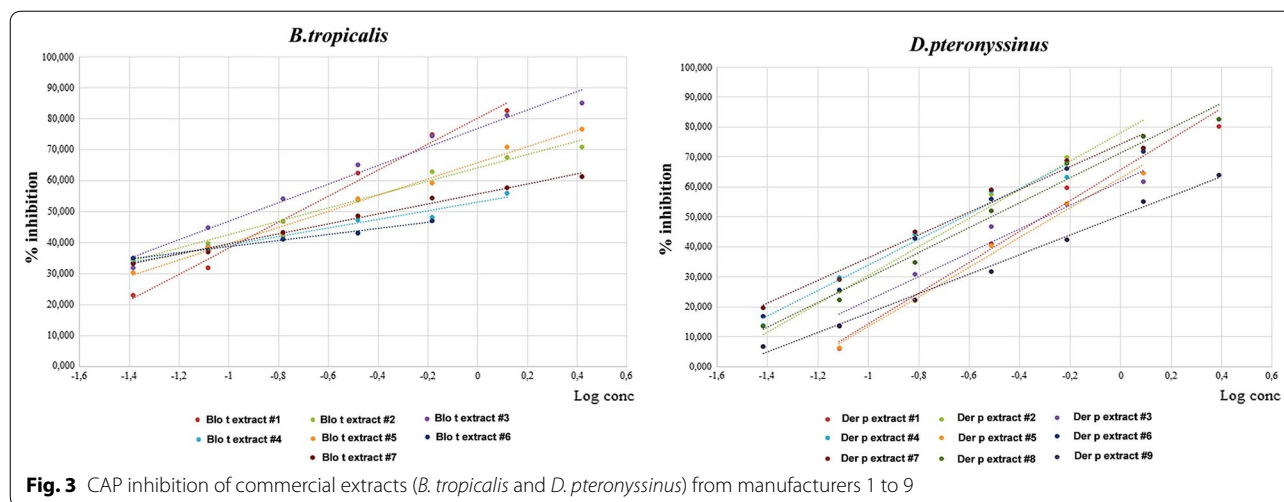 B.tropicalis
% inhibition
100,000
90,000
80,000
70,000
60,000
50,000
40,000
30,000
20,000
10,000
0,000
-1,6
-1,4
-1,2
-1
-0,8
-0,6
-0,4
-0,2
0
0,2
0,4
0,6
Log conc
Blo t extract #1
Blo t extract #2
Blo t extract #3
Blo t extract #4
Blo t extract #5
Blo t extract #6
Blo t extract #7
D.pteronyssinus
% inhibition
100,000
90,000
80,000
70,000
60,000
50,000
40,000
30,000
20,000
10,000
0,000
-1,6
-1,4
-1,2
-1
-0,8
-0,6
-0,4
-0,2
0
0,2
0,4
0,6
Log conc
Der p extract #1
Der p extract #2
Der p extract #3
Der p extract #4
Der p extract #5
Der p extract #6
Der p extract #7
Der p extract #8
Der p extract #9
Fig. 3 CAP inhibition of commercial extracts (B. tropicalis and D. pteronyssinus) from manufacturers 1 to 9